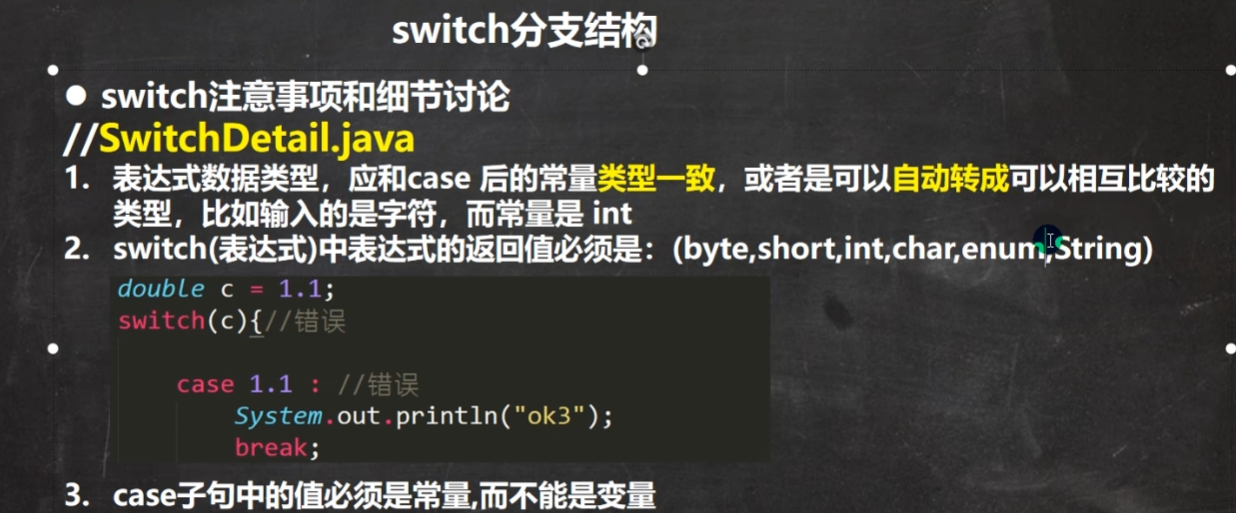 switch分支结构
● switch注意事项和细节讨论
//SwitchDetail.java
1. 表达式数据类型，应和case 后的常量类型一致，或者是可以自动转成可以相互比较的
类型，比如输入的是字符，而常量是 int
2. switch(表达式)中表达式的返回值必须是：(byte,short,int,char,enum,String)
double c = 1.1;
switch(c){//错误
case 1.1 : //错误
System.out.println("ok3");
break;
3. case子句中的值必须是常量,而不能是变量